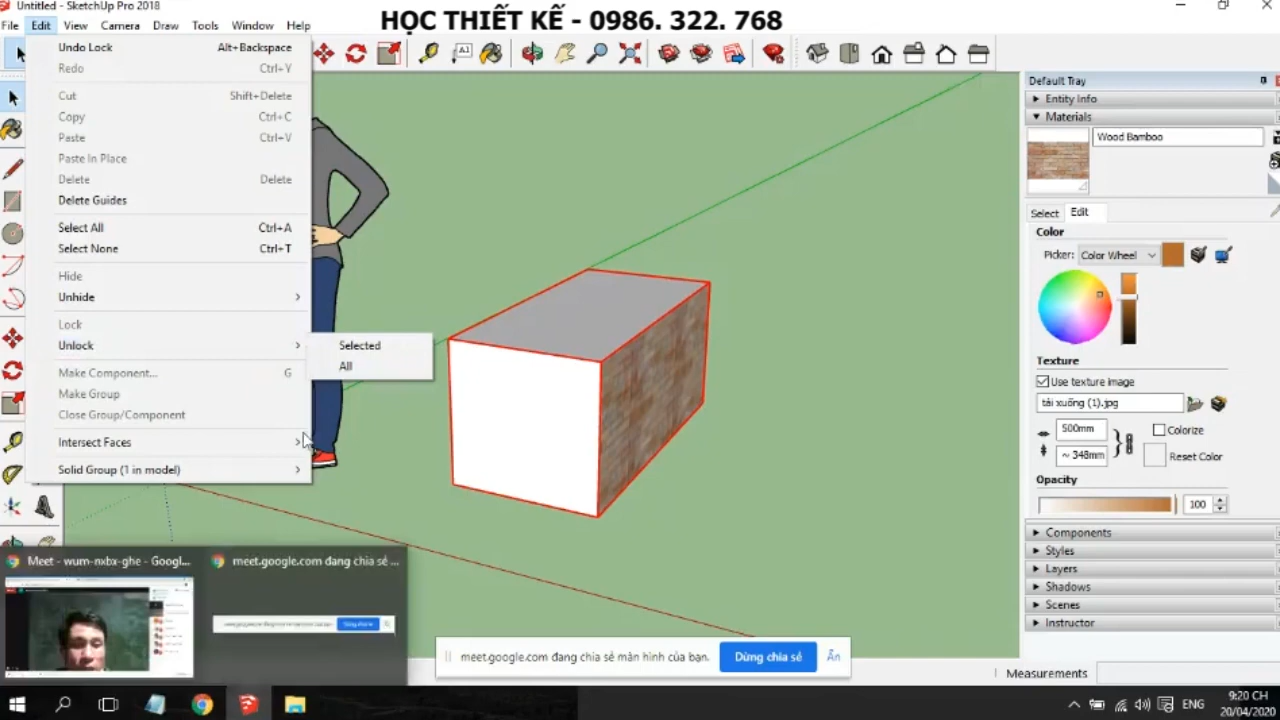 Untitled - SketchUp Pro 2018
HỌC THIẾT KẾ - 0986. 322. 768
File Edit View Camera Draw Tools Window Help
Undo Lock Alt+Backspace
Redo Ctrl+Y
Cut Shift+Delete
Copy Ctrl+C
Paste Ctrl+V
Paste In Place
Delete Delete
Delete Guides
Select All Ctrl+A
Select None Ctrl+T
Hide
Unhide
Lock
Unlock
Selected
All
Make Component... G
Make Group
Close Group/Component
Intersect Faces
Solid Group (1 in model)
A1
Default Tray
Entity Info
Materials
Wood Bamboo
Select Edit
Color
Picker: Color Wheel
Texture
Use texture image
tải xuống (1).jpg
500mm
Colorize
~ 348mm
Reset Color
Opacity
100
Components
Styles
Layers
Shadows
Scenes
Instructor
Meet - wum-nxbx-ghe - Googl...
meet.google.com đang chia sẻ ...
meet.google.com đang chia sẻ màn hình của bạn.
Dừng chia sẻ
Ẩn
Measurements
ENG
9:20 CH
20/04/2020